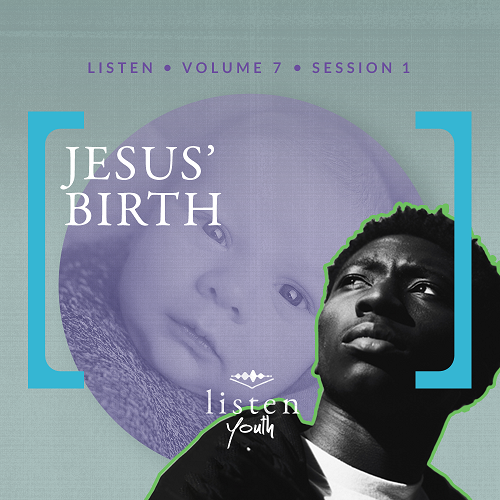 LISTEN • VOLUME 7 • SESSION 1
JESUS’
BIRTH
listen
youth